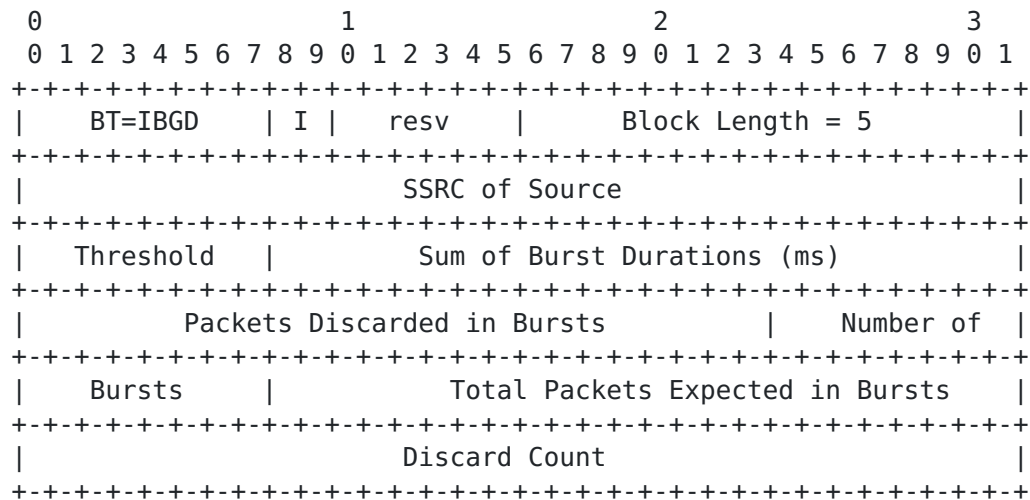 0                   1                   2                   3
 0 1 2 3 4 5 6 7 8 9 0 1 2 3 4 5 6 7 8 9 0 1 2 3 4 5 6 7 8 9 0 1
+-+-+-+-+-+-+-+-+-+-+-+-+-+-+-+-+-+-+-+-+-+-+-+-+-+-+-+-+-+-+-+-+
|    BT=IBGD    | I |   resv    |      Block Length = 5         |
+-+-+-+-+-+-+-+-+-+-+-+-+-+-+-+-+-+-+-+-+-+-+-+-+-+-+-+-+-+-+-+-+
|                        SSRC of Source                         |
+-+-+-+-+-+-+-+-+-+-+-+-+-+-+-+-+-+-+-+-+-+-+-+-+-+-+-+-+-+-+-+-+
|   Threshold   |         Sum of Burst Durations (ms)           |
+-+-+-+-+-+-+-+-+-+-+-+-+-+-+-+-+-+-+-+-+-+-+-+-+-+-+-+-+-+-+-+-+
|          Packets Discarded in Bursts          |    Number of  |
+-+-+-+-+-+-+-+-+-+-+-+-+-+-+-+-+-+-+-+-+-+-+-+-+-+-+-+-+-+-+-+-+
|    Bursts     |           Total Packets Expected in Bursts    |
+-+-+-+-+-+-+-+-+-+-+-+-+-+-+-+-+-+-+-+-+-+-+-+-+-+-+-+-+-+-+-+-+
|                        Discard Count                          |
+-+-+-+-+-+-+-+-+-+-+-+-+-+-+-+-+-+-+-+-+-+-+-+-+-+-+-+-+-+-+-+-+